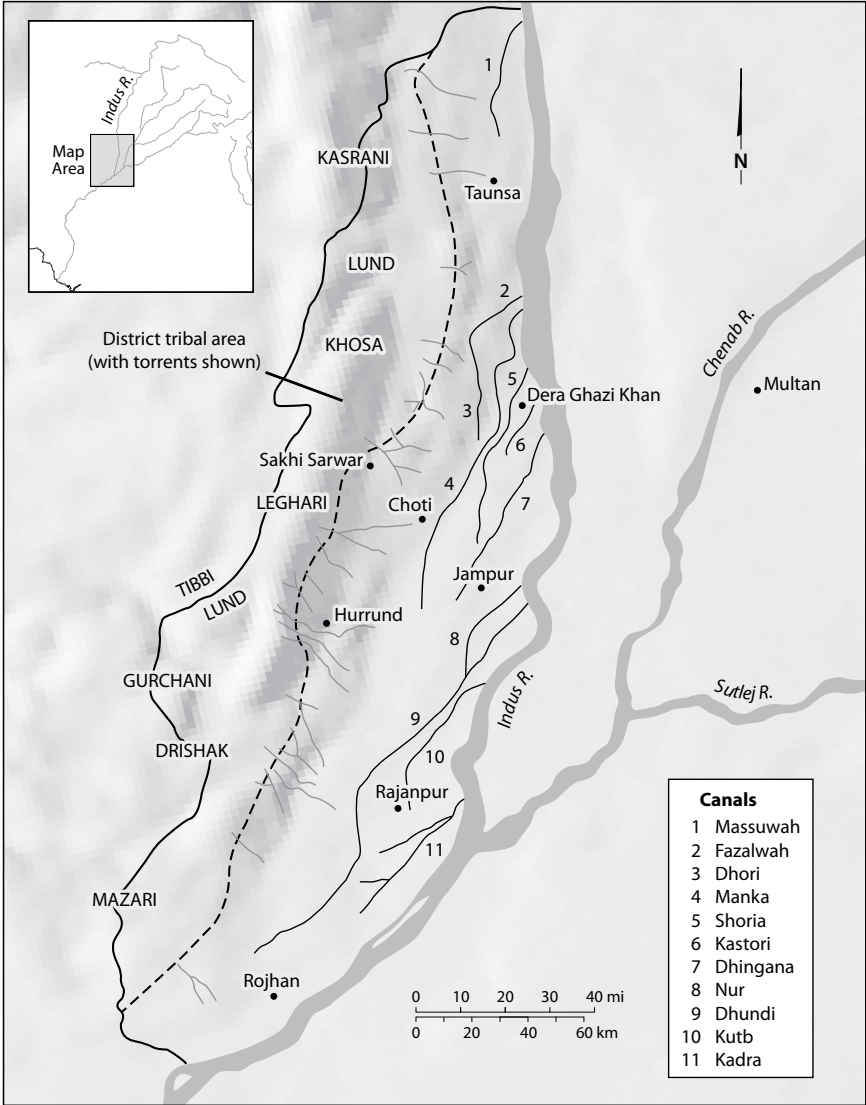 Indus R.
Map
Area
1
N
KASRANI
Taunsa
LUND
2
Chenab R.
District tribal area
(with torrents shown)
KHOSA
5
Multan
3
Dera Ghazi Khan
6
Sakhi Sarwar
4
LEGHARI
Choti
7
TIBBI
LUND
Jampur
Hurrund
8
GURCHANI
Indus R.
Sutlej R.
9
DRISHAK
10
Rajanpur
11
MAZARI
Rojhan
0 10 20 30 40 mi
0 20 40 60 km
Canals
1 Massuwah
2 Fazalwah
3 Dhori
4 Manka
5 Shoria
6 Kastori
7 Dhingana
8 Nur
9 Dhundi
10 Kutb
11 Kadra